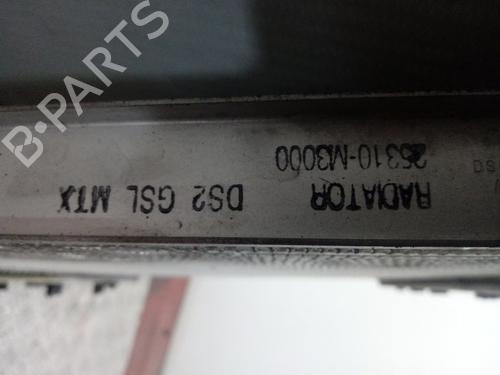 RADIATOR DS2 GSL MTX
25310-M3000
B-PARTS